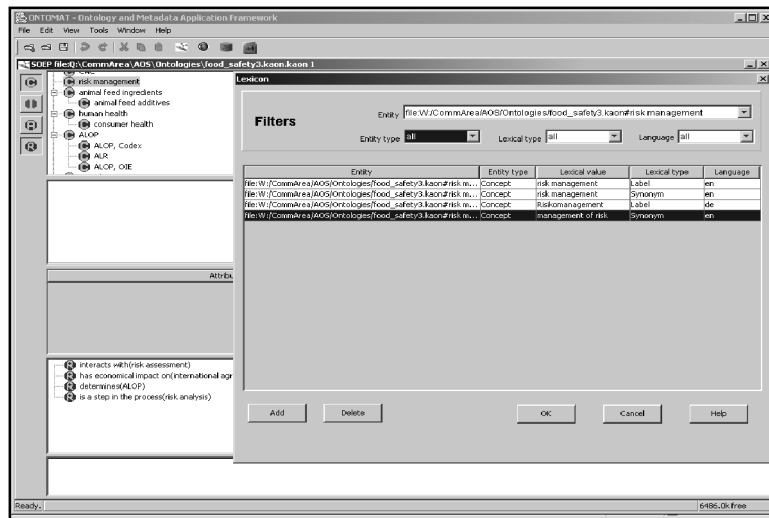 ONTOMAT - Ontology and Metadata Application Framework
File Edit View Tools Window Help
SOEP file:Q:\CommArea\AOS\Ontologies\food_safety3.kaon.kaon 1
risk management
animal feed ingredients
animal feed additives
human health
consumer health
ALOP
ALOP, Codex
ALR
ALOP, OIE
Attribu
interacts with(risk assessment)
has economical impact on(international agr
determines(ALOP)
is a step in the process(risk analysis)
Lexicon
Filters
Entity file:W:/CommArea/AOS/Ontologies/food_safety3.kaon#risk management
Entity type all Lexical type all Language all
Entity Entity type Lexical value Lexical type Language
file:W:/CommArea/AOS/Ontologies/food_safety3.kaon#risk m... Concept risk management Label en
file:W:/CommArea/AOS/Ontologies/food_safety3.kaon#risk m... Concept risk management Synonym en
file:W:/CommArea/AOS/Ontologies/food_safety3.kaon#risk m... Concept Risikomanagement Label de
file:W:/CommArea/AOS/Ontologies/food_safety3.kaon#risk m... Concept management of risk Synonym en
Add Delete OK Cancel Help
Ready. 6486.0k free